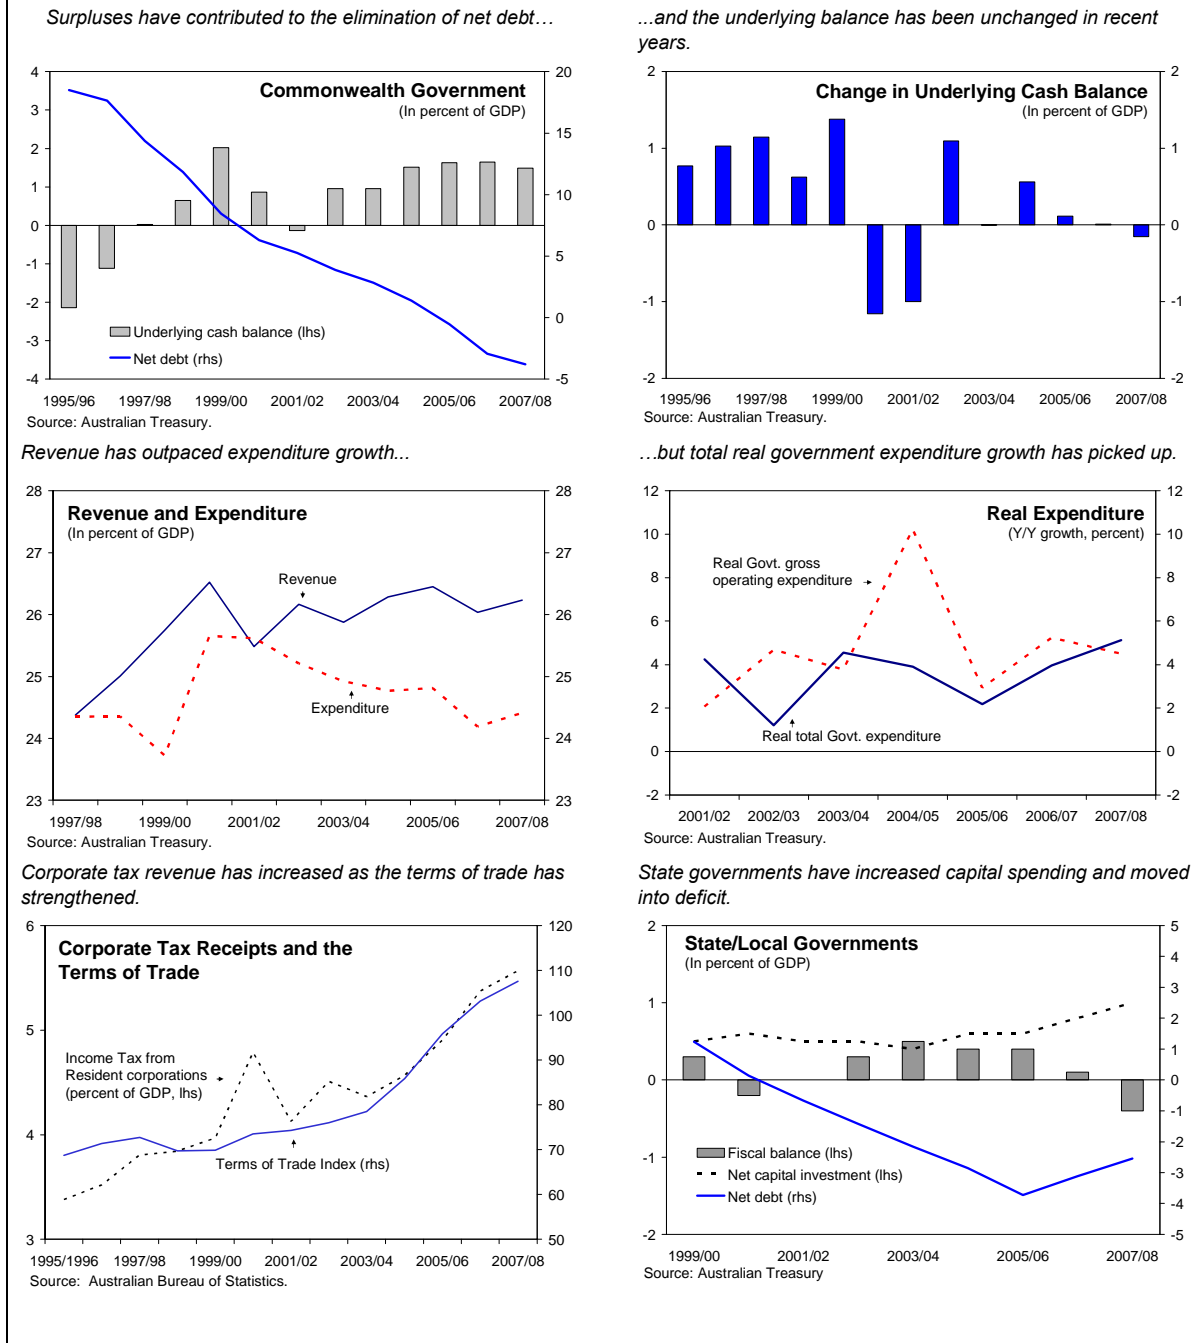 Surpluses have contributed to the elimination of net debt…
4
3
2
1
0
-1
-2
-3
-4
20
15
10
5
0
-5
Commonwealth Government
(In percent of GDP)
Underlying cash balance (lhs)
Net debt (rhs)
1995/96 1997/98 1999/00 2001/02 2003/04 2005/06 2007/08
Source: Australian Treasury.
...and the underlying balance has been unchanged in recent
years.
2
1
0
-1
-2
2
1
0
-1
-2
Change in Underlying Cash Balance
(In percent of GDP)
1995/96 1997/98 1999/00 2001/02 2003/04 2005/06 2007/08
Source: Australian Treasury.
Revenue has outpaced expenditure growth...
28
27
26
25
24
23
28
27
26
25
24
23
Revenue and Expenditure
(In percent of GDP)
Revenue
Expenditure
1997/98 1999/00 2001/02 2003/04 2005/06 2007/08
Source: Australian Treasury.
…but total real government expenditure growth has picked up.
12
10
8
6
4
2
0
-2
12
10
8
6
4
2
0
-2
Real Expenditure
(Y/Y growth, percent)
Real Govt. gross
operating expenditure
Real total Govt. expenditure
2001/02 2002/03 2003/04 2004/05 2005/06 2006/07 2007/08
Source: Australian Treasury.
Corporate tax revenue has increased as the terms of trade has
strengthened.
6
5
4
3
120
110
100
90
80
70
60
50
Corporate Tax Receipts and the
Terms of Trade
Income Tax from
Resident corporations
(percent of GDP, lhs)
Terms of Trade Index (rhs)
1995/1996 1997/98 1999/00 2001/02 2003/04 2005/06 2007/08
Source: Australian Bureau of Statistics.
State governments have increased capital spending and moved
into deficit.
2
1
0
-1
-2
5
4
3
2
1
0
-1
-2
-3
-4
-5
State/Local Governments
(In percent of GDP)
Fiscal balance (lhs)
Net capital investment (lhs)
Net debt (rhs)
1999/00 2001/02 2003/04 2005/06 2007/08
Source: Australian Treasury